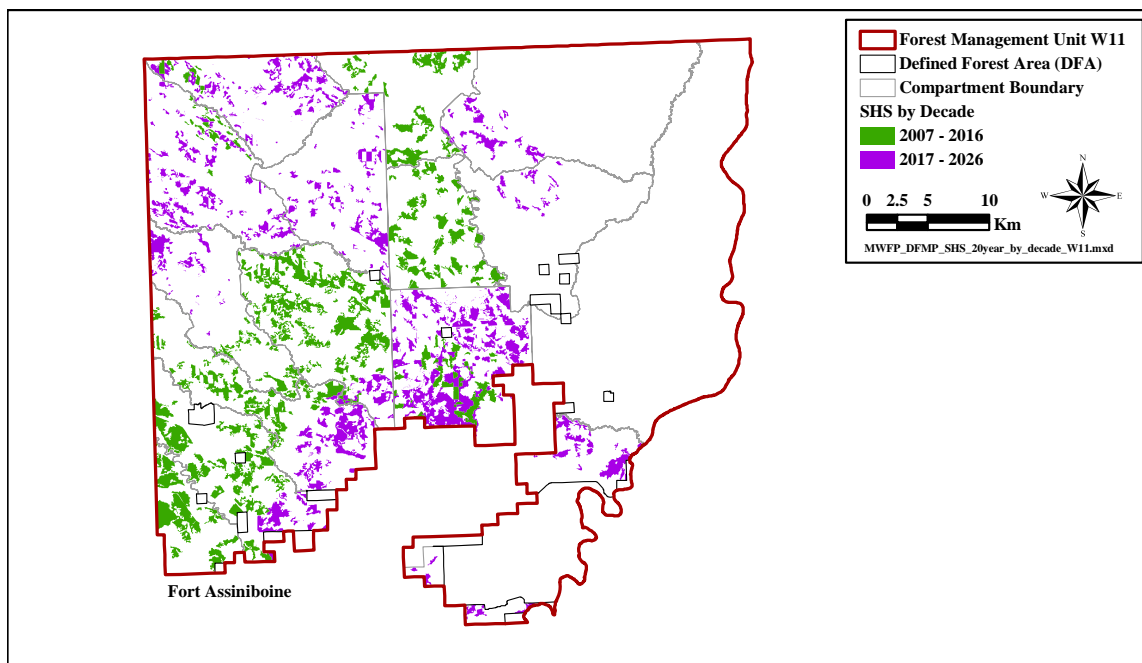 Forest Management Unit W11
Defined Forest Area (DFA)
Compartment Boundary
SHS by Decade
2007 - 2016
2017 - 2026
N
W E
S
0 2.5 5 10
Km
MWFP_DFMP_SHS_20year_by_decade_W11.mxd
Fort Assiniboine